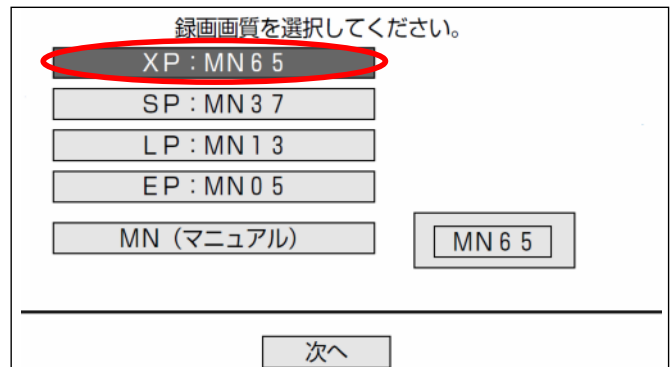 録画画質を選択してください。
ＸＰ：ＭＮ６５
ＳＰ：ＭＮ３７
ＬＰ：ＭＮ１３
ＥＰ：ＭＮ０５
ＭＮ（マニュアル）
ＭＮ６５
次へ